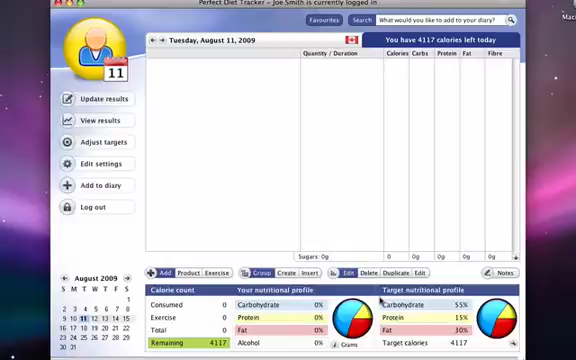 Perfect Diet Tracker - Joe Smith is currently logged in
Favourites Search What would you like to add to your diary?
Tuesday, August 11, 2009 You have 4117 calories left today
Quantity / Duration Calories Carbs Protein Fat Fibre
11
Update results
View results
Adjust targets
Edit settings
Add to diary
Log out
Sugars: 0g 0 0g 0g 0g 0g
Add Product Exercise Group Create Insert Edit Delete Duplicate Edit Notes
August 2009
S M T W T F S
1
2 3 4 5 6 7 8
9 10 11 12 13 14 15
16 17 18 19 20 21 22
23 24 25 26 27 28 29
30 31
Calorie count
Consumed 0
Exercise 0
Total 0
Remaining 4117
Your nutritional profile
Carbohydrate 0%
Protein 0%
Fat 0%
Alcohol 0%
Grams
Target nutritional profile
Carbohydrate 55%
Protein 15%
Fat 30%
Target calories 4117